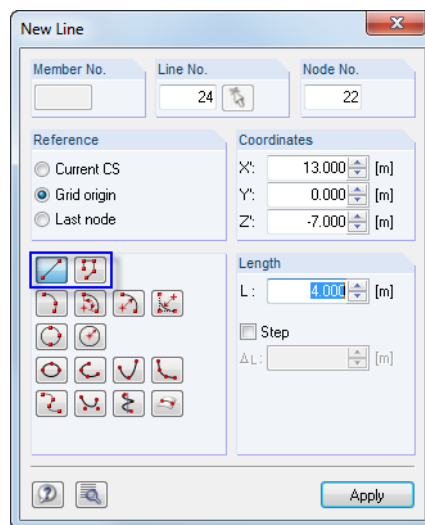 New Line
Member No.
Line No.
Node No.
24
22
Reference
Coordinates
Current CS
X':
13.000
[m]
Grid origin
Y':
0.000
[m]
Last node
Z':
-7.000
[m]
Length
L :
4.000
[m]
Step
ΔL:
[m]
Apply